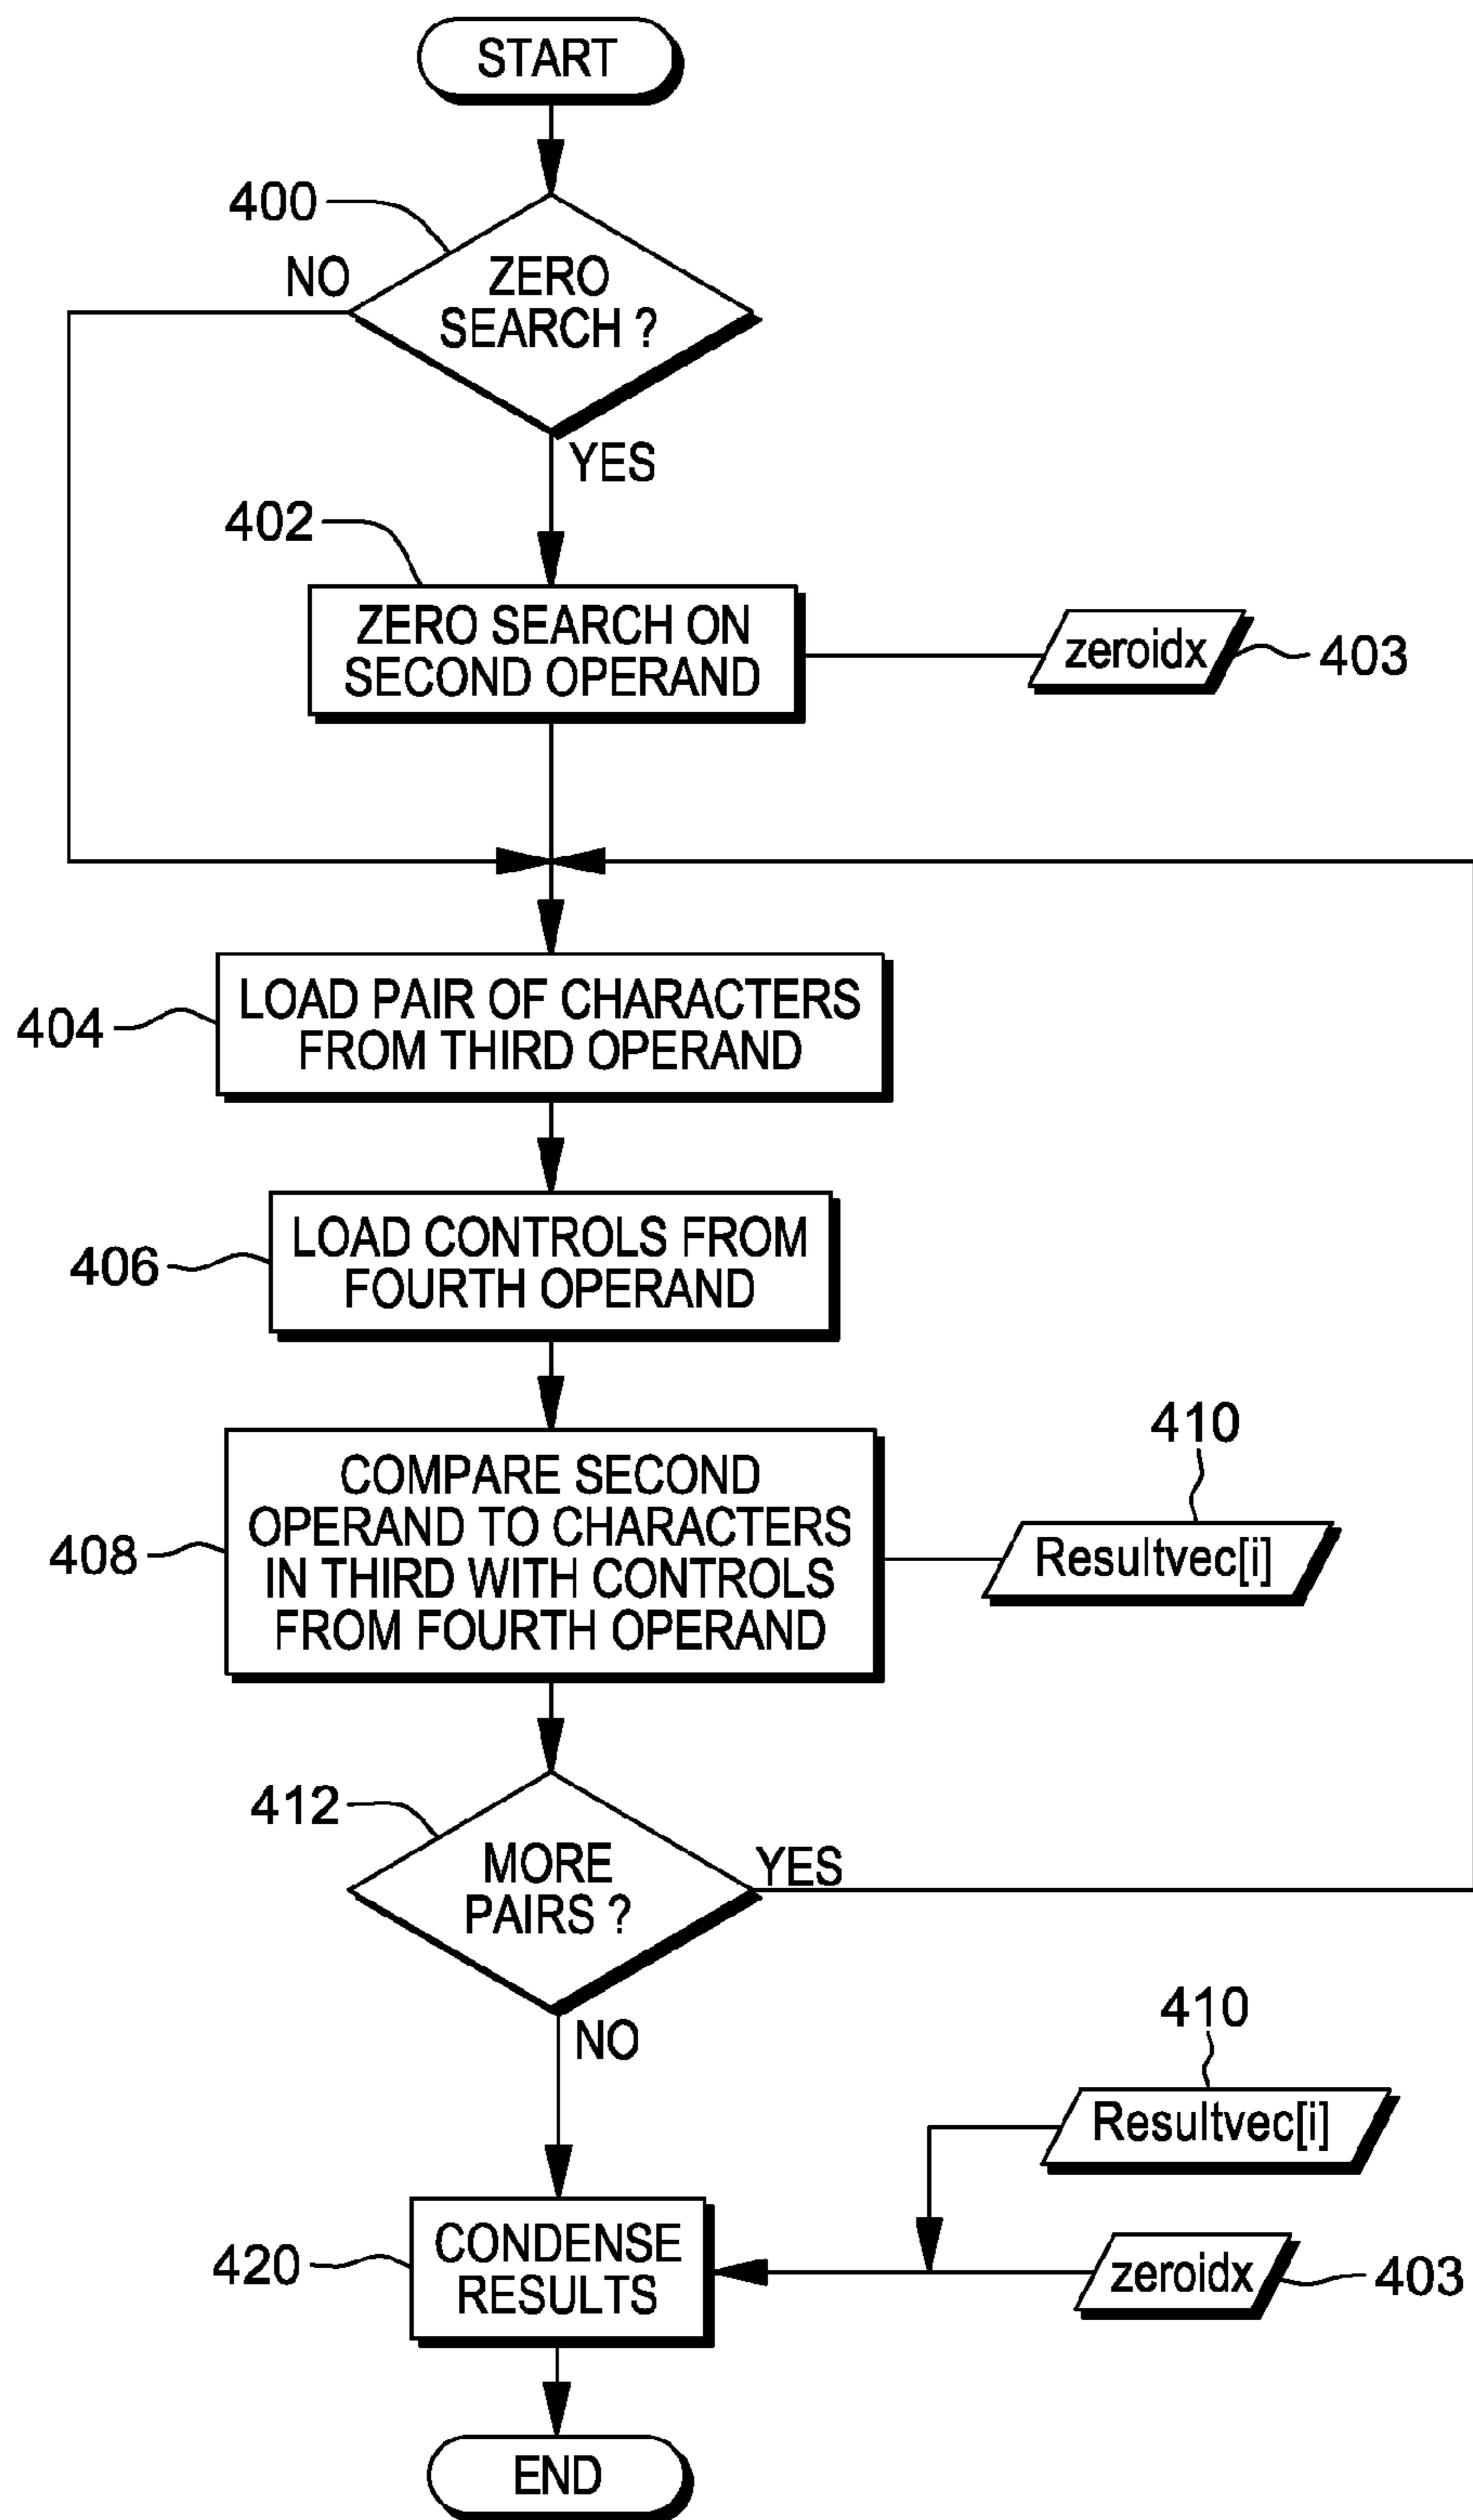 START
400
NO
ZERO
SEARCH ?
YES
402
ZERO SEARCH ON
SECOND OPERAND
zeroidx
403
404
LOAD PAIR OF CHARACTERS
FROM THIRD OPERAND
406
LOAD CONTROLS FROM
FOURTH OPERAND
408
COMPARE SECOND
OPERAND TO CHARACTERS
IN THIRD WITH CONTROLS
FROM FOURTH OPERAND
410
Resultvec[i]
412
MORE
PAIRS ?
YES
NO
410
Resultvec[i]
420
CONDENSE
RESULTS
zeroidx
403
END